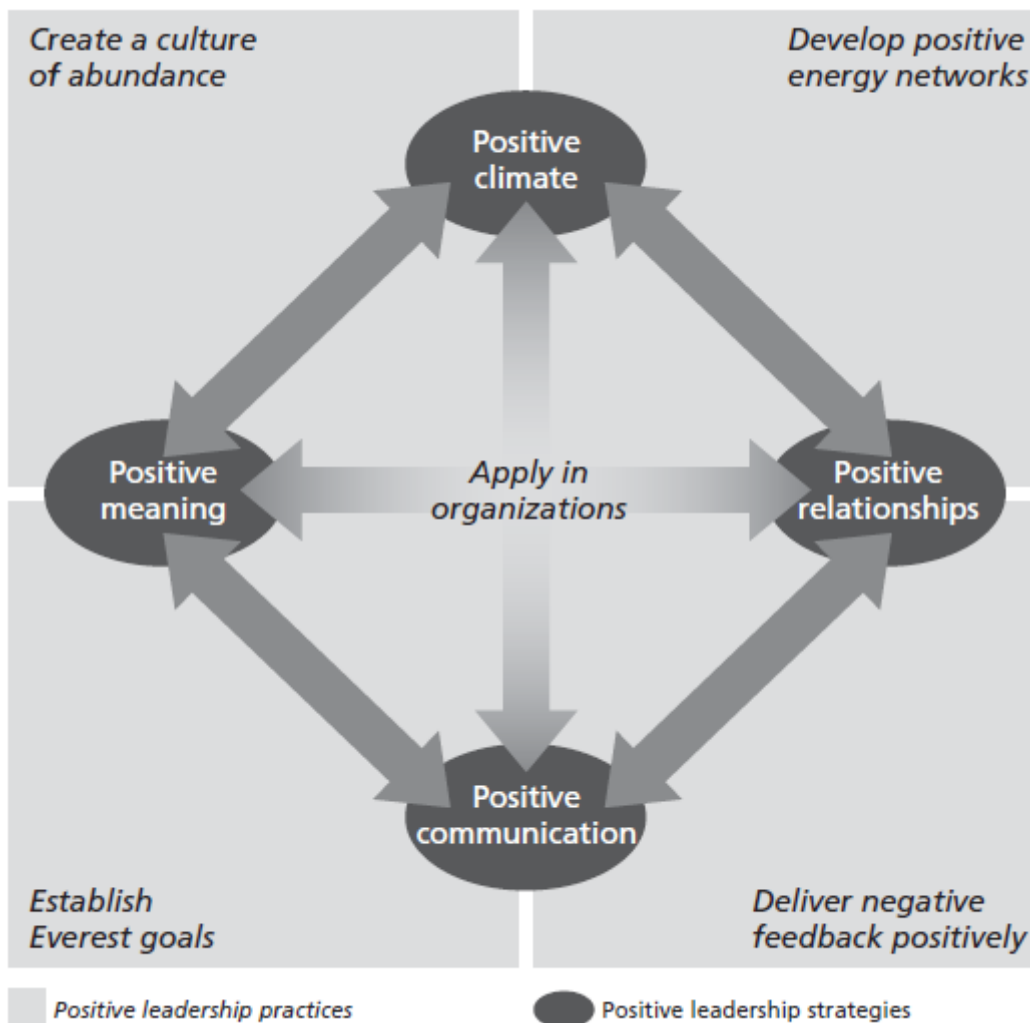 Create a culture
of abundance
Develop positive
energy networks
Positive
climate
Positive
meaning
Apply in
organizations
Positive
relationships
Positive
communication
Establish
Everest goals
Deliver negative
feedback positively
Positive leadership practices
Positive leadership strategies